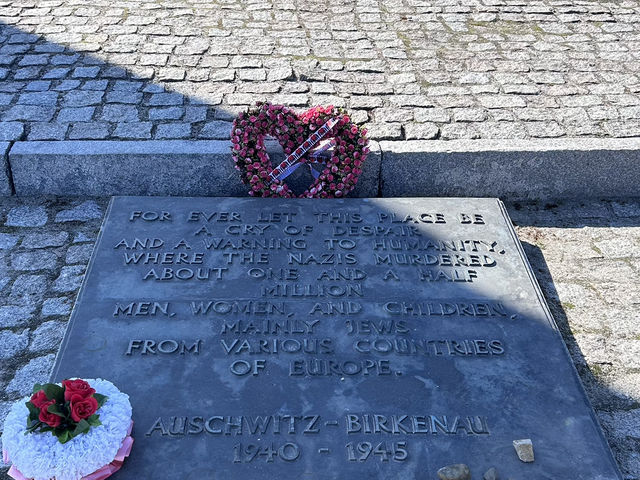 FOR EVER LET THIS PLACE BE
A CRY OF DESPAIR
AND A WARNING TO HUMANITY,
WHERE THE NAZIS MURDERED
ABOUT ONE AND A HALF
MILLION
MEN, WOMEN, AND CHILDREN,
MAINLY JEWS
FROM VARIOUS COUNTRIES
OF EUROPE.
AUSCHWITZ - BIRKENAU
1940 - 1945